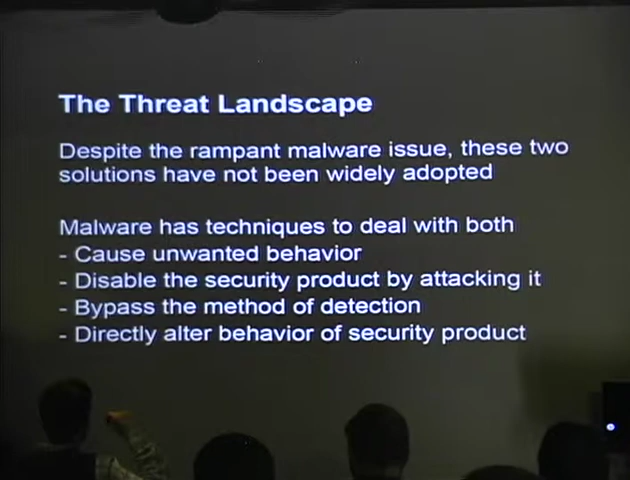 The Threat Landscape
Despite the rampant malware issue, these two
solutions have not been widely adopted
Malware has techniques to deal with both
- Cause unwanted behavior
- Disable the security product by attacking it
- Bypass the method of detection
- Directly alter behavior of security product